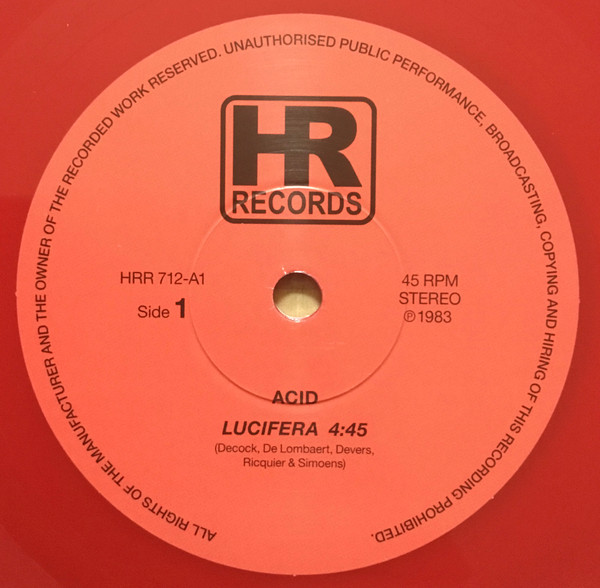 ALL RIGHTS OF THE MANUFACTURER AND THE OWNER OF THE RECORDED WORK RESERVED. UNAUTHORISED PUBLIC PERFORMANCE, BROADCASTING, COPYING AND HIRING OF THIS RECORDING PROHIBITED.
HR
RECORDS
HRR 712-A1
Side 1
45 RPM
STEREO
℗1983
ACID
LUCIFERA 4:45
(Decock, De Lombaert, Devers,
Ricquier & Simoens)